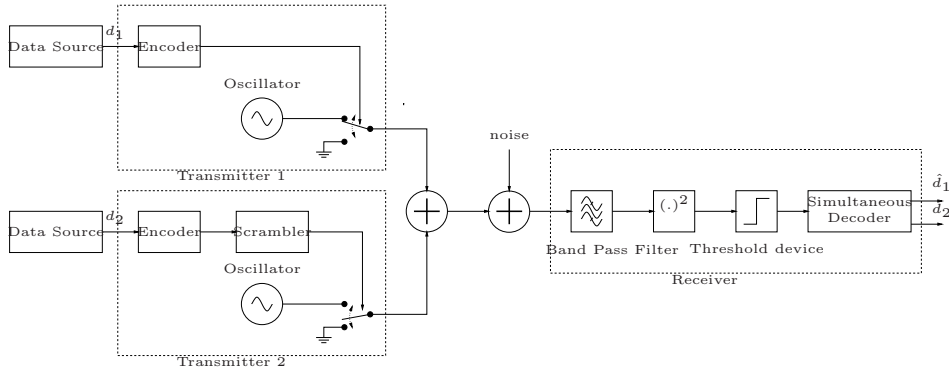 Data Source
d₁
Encoder
Oscillator
Transmitter 1
Data Source
d₂
Encoder
Scrambler
Oscillator
Transmitter 2
noise
(.)²
Simultaneous
Decoder
d̂₁
d̂₂
Band Pass Filter
Threshold device
Receiver